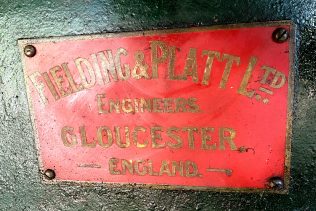 FIELDING & PLATT. LTD
ENGINEERS.
GLOUCESTER.
— ENGLAND. —